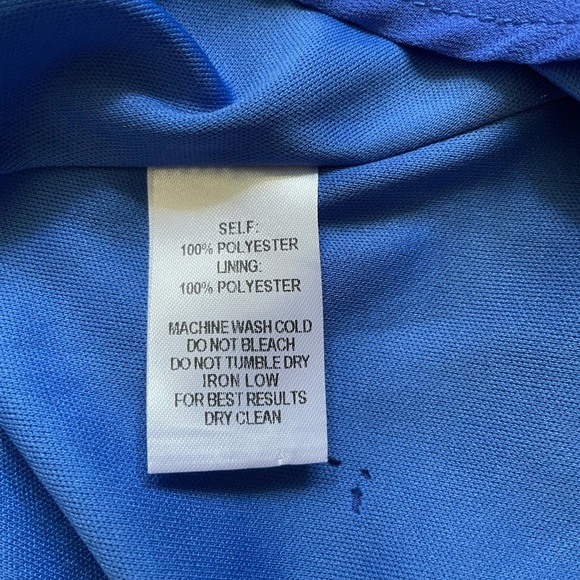 SELF:
100% POLYESTER
LINING:
100% POLYESTER
MACHINE WASH COLD
DO NOT BLEACH
DO NOT TUMBLE DRY
IRON LOW
FOR BEST RESULTS
DRY CLEAN